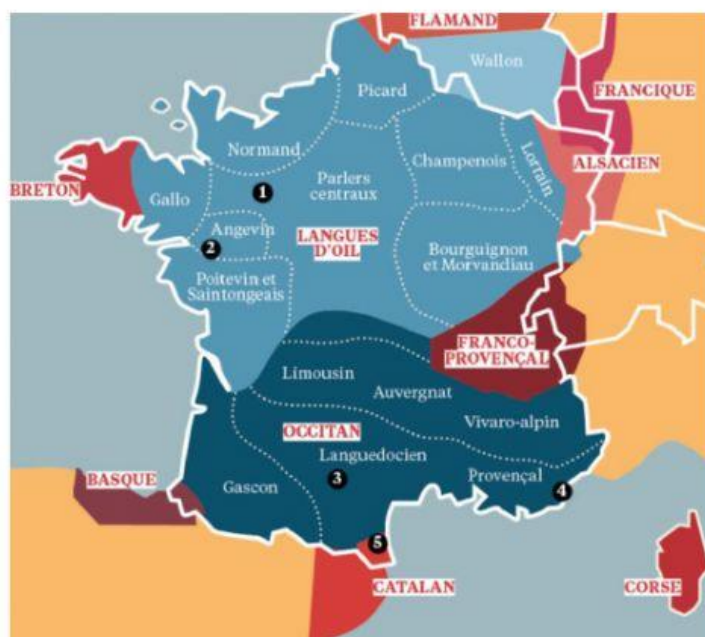 FLAMAND
Wallon
Picard
FRANCIQUE
Normand
Champenois
Lorrain
ALSACIEN
BRETON
Gallo
1
Parlers
centraux
Angevin
2
LANGUES
D'OIL
Bourguignon
et Morvandiau
Poitevin et
Saintongeais
FRANCO-
PROVENÇAL
Limousin
Auvergnat
Vivaro-alpin
OCCITAN
Languedocien
BASQUE
Gascon
3
Provençal
4
5
CATALAN
CORSE